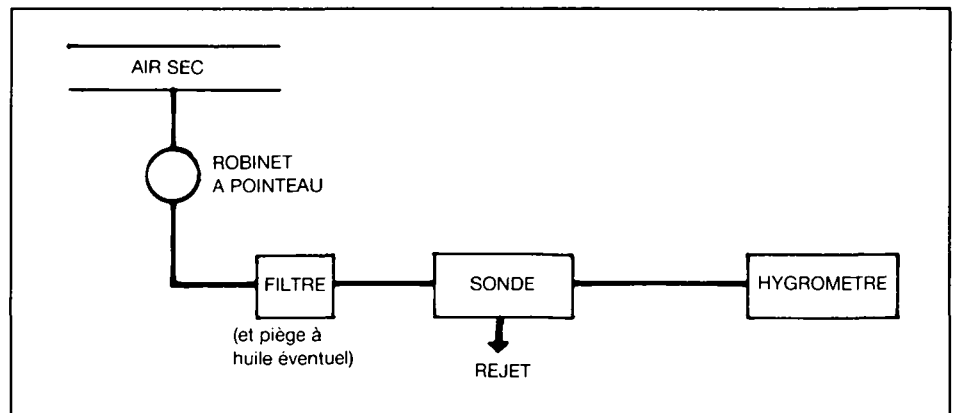 AIR SEC
ROBINET
A POINTEAU
FILTRE
SONDE
HYGROMETRE
(et piège à
huile éventuel)
REJET